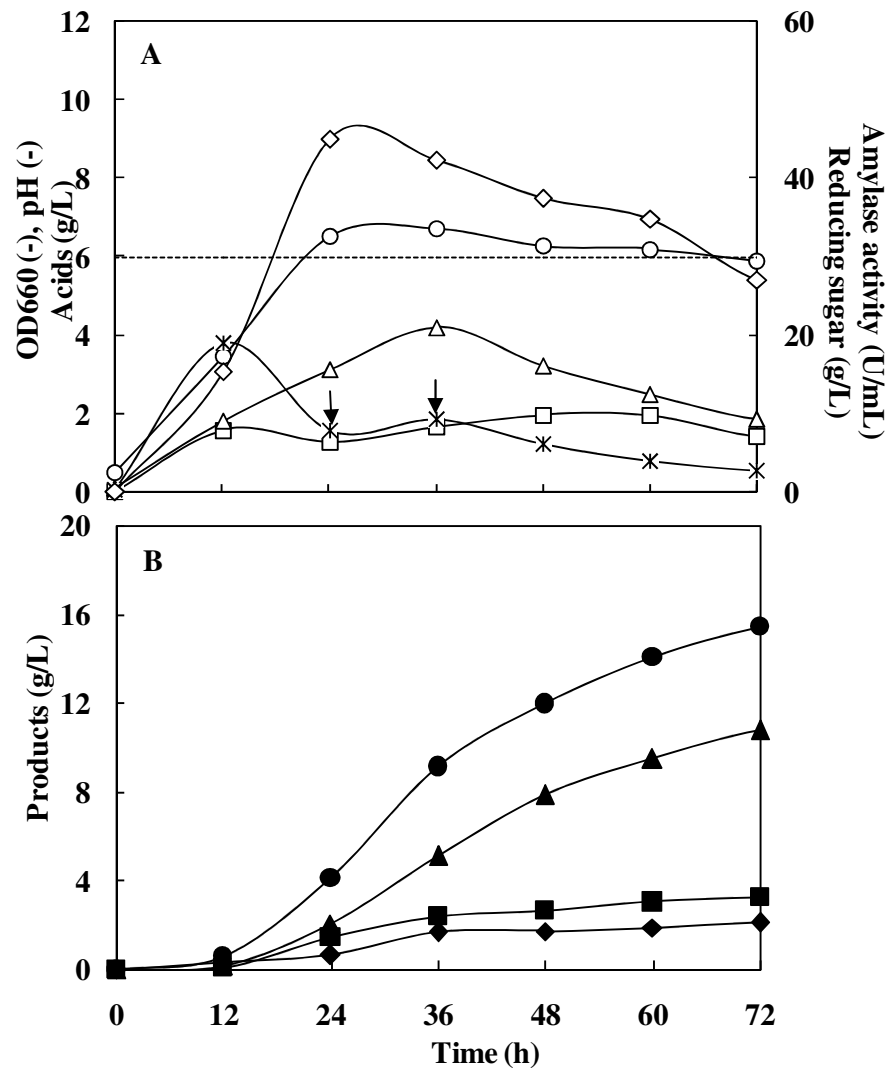 12
10
8
6
4
2
0
OD660 (-), pH (-)
Acids (g/L)
A
60
40
20
0
Amylase activity (U/mL)
Reducing sugar (g/L)
20
16
12
8
4
0
Products (g/L)
B
0 12 24 36 48 60 72
Time (h)